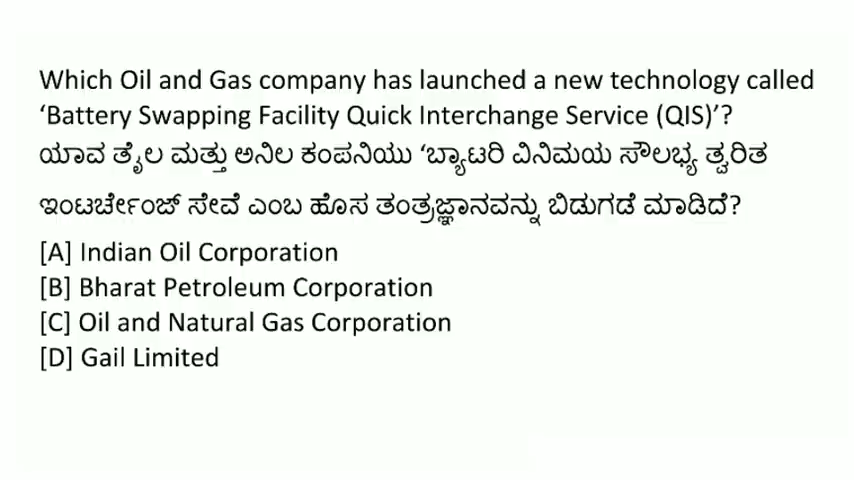 Which Oil and Gas company has launched a new technology called
‘Battery Swapping Facility Quick Interchange Service (QIS)’?
ಯಾವ ತೈಲ ಮತ್ತು ಅನಿಲ ಕಂಪನಿಯು ‘ಬ್ಯಾಟರಿ ವಿನಿಮಯ ಸೌಲಭ್ಯ ತ್ವರಿತ
ಇಂಟರ್ಚೇಂಜ್ ಸೇವೆ ಎಂಬ ಹೊಸ ತಂತ್ರಜ್ಞಾನವನ್ನು ಬಿಡುಗಡೆ ಮಾಡಿದೆ?
[A] Indian Oil Corporation
[B] Bharat Petroleum Corporation
[C] Oil and Natural Gas Corporation
[D] Gail Limited